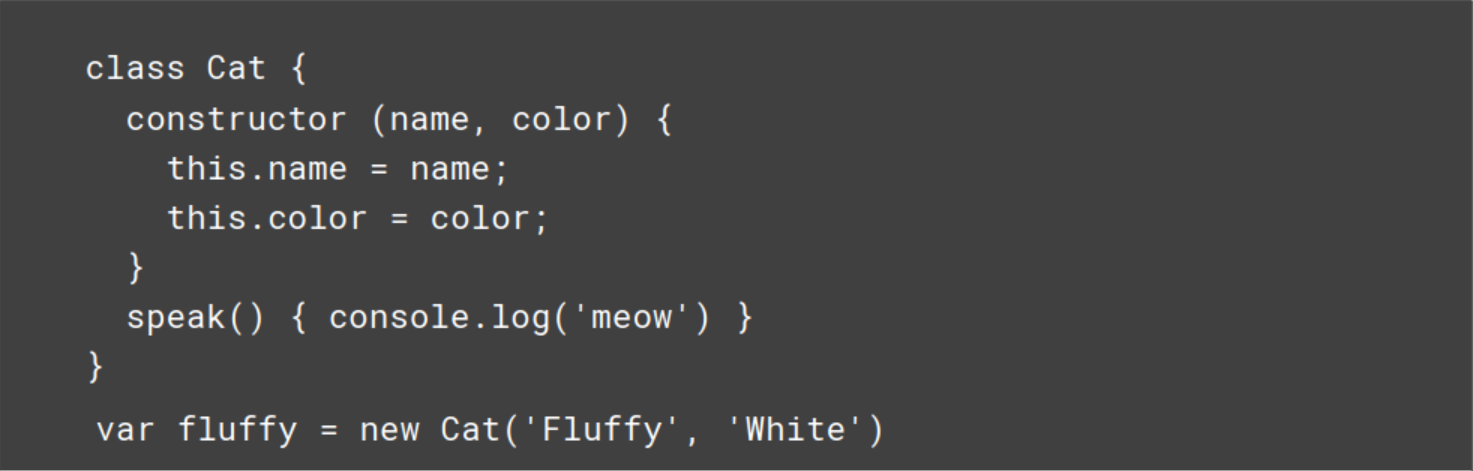 class Cat {
constructor (name, color) {
this.name = name;
this.color = color;
}
speak() { console.log('meow') }
}
var fluffy = new Cat('Fluffy', 'White')